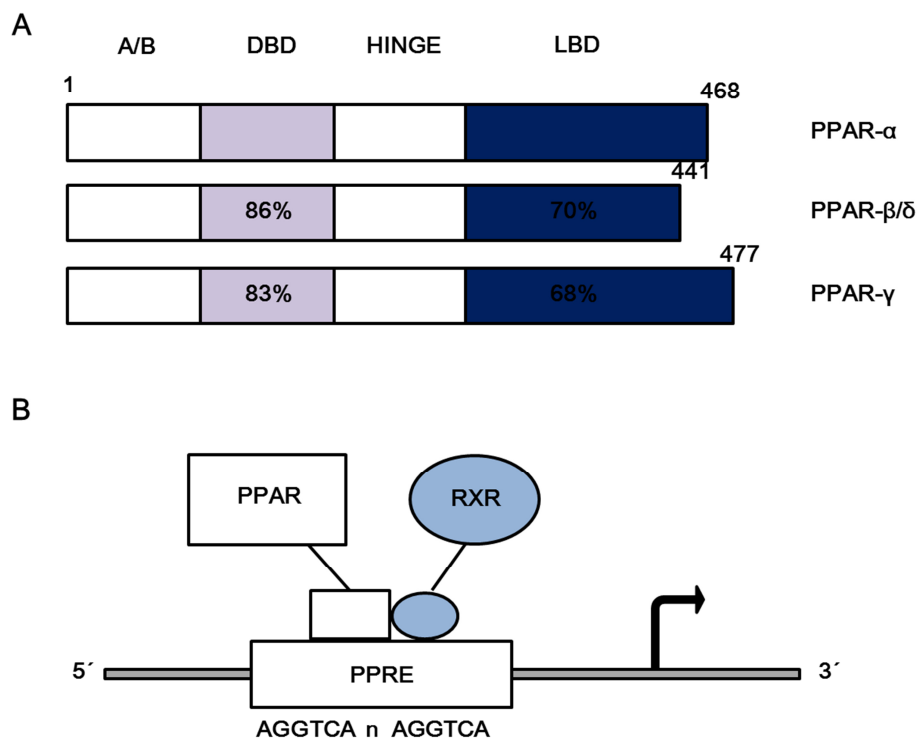 A
A/B DBD HINGE LBD
1
468
PPAR-α
441
86% 70% PPAR-β/δ
477
83% 68% PPAR-γ
B
PPAR RXR
5´ PPRE 3´
AGGTCA n AGGTCA